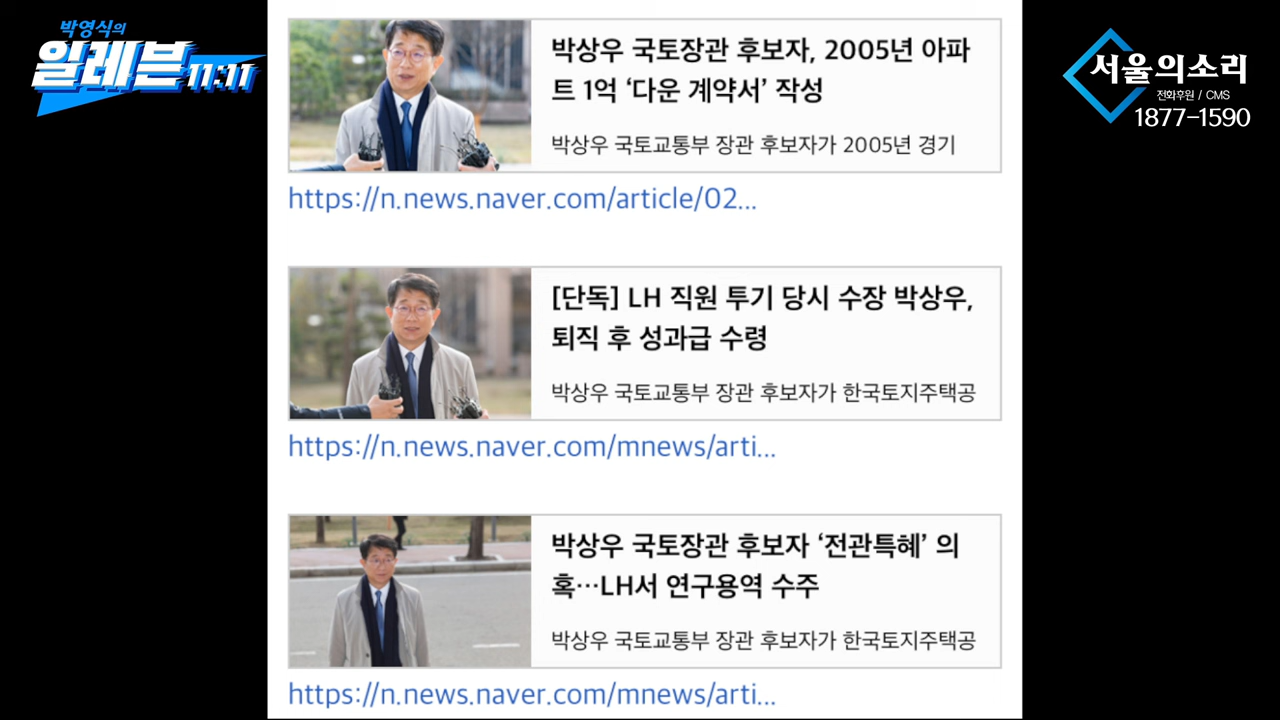 박영식의
일레븐 11:11
박상우 국토장관 후보자, 2005년 아파
트 1억 ‘다운 계약서’ 작성
박상우 국토교통부 장관 후보자가 2005년 경기
https://n.news.naver.com/article/02...
[단독] LH 직원 투기 당시 수장 박상우,
퇴직 후 성과급 수령
박상우 국토교통부 장관 후보자가 한국토지주택공
https://n.news.naver.com/mnews/arti...
박상우 국토장관 후보자 ‘전관특혜’ 의
혹…LH서 연구용역 수주
박상우 국토교통부 장관 후보자가 한국토지주택공
https://n.news.naver.com/mnews/arti...
서울의소리
전화후원 / CMS
1877-1590